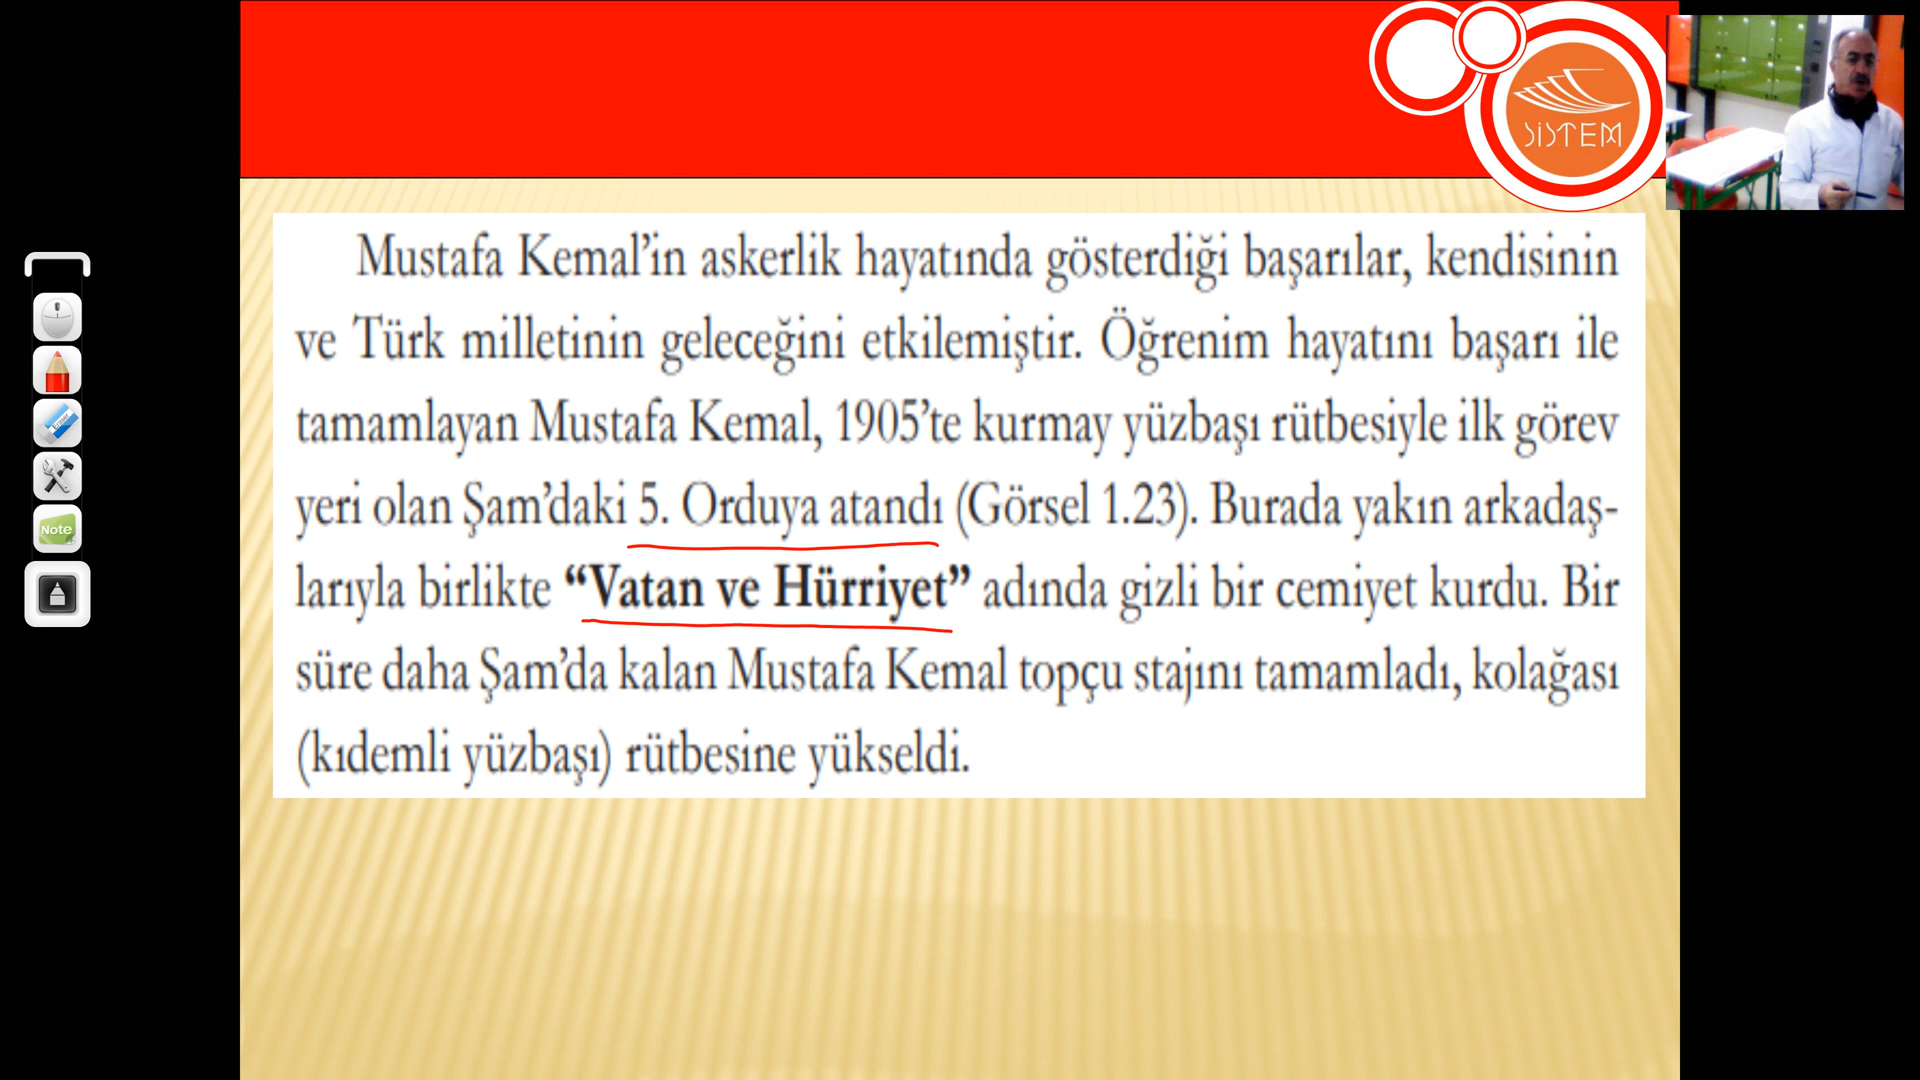 SİSTEM
Mustafa Kemal’in askerlik hayatında gösterdiği başarılar, kendisinin
ve Türk milletinin geleceğini etkilemiştir. Öğrenim hayatını başarı ile
tamamlayan Mustafa Kemal, 1905’te kurmay yüzbaşı rütbesiyle ilk görev
yeri olan Şam’daki 5. Orduya atandı (Görsel 1.23). Burada yakın arkadaş-
larıyla birlikte “Vatan ve Hürriyet” adında gizli bir cemiyet kurdu. Bir
süre daha Şam’da kalan Mustafa Kemal topçu stajını tamamladı, kolağası
(kıdemli yüzbaşı) rütbesine yükseldi.
Note